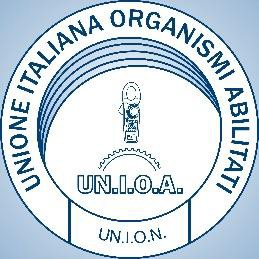 UNIONE ITALIANA ORGANISMI ABILITATI
UN.I.O.A.
UN.I.O.N.